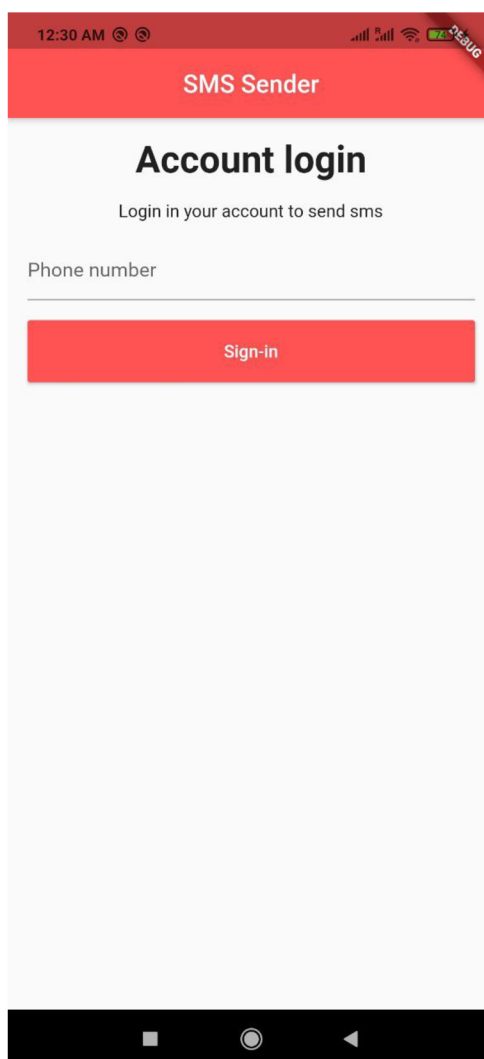 12:30 AM
74
DEBUG
SMS Sender
Account login
Login in your account to send sms
Phone number
Sign-in